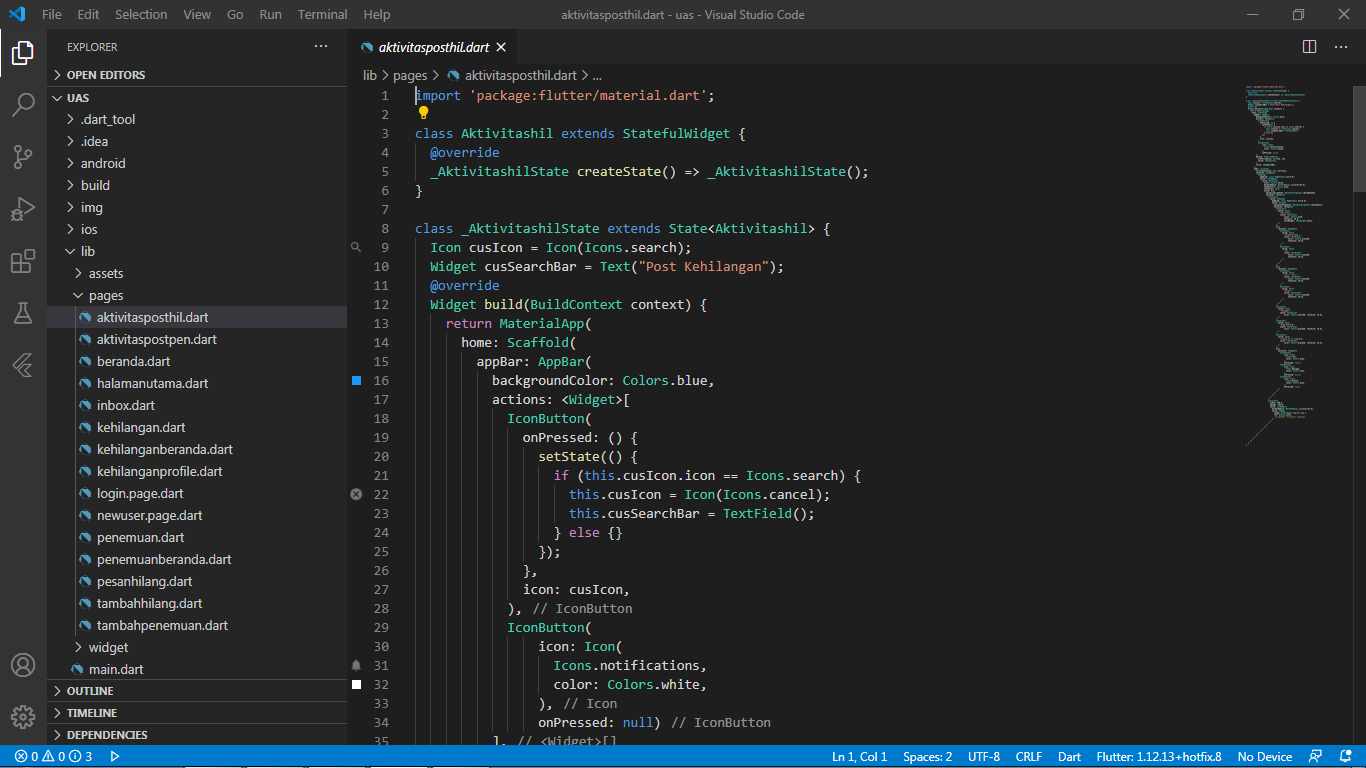 File Edit Selection View Go Run Terminal Help
aktivitasposthil.dart - uas - Visual Studio Code
EXPLORER
OPEN EDITORS
UAS
.dart_tool
.idea
android
build
img
ios
lib
assets
pages
aktivitasposthil.dart
aktivitaspostpen.dart
beranda.dart
halamanutama.dart
inbox.dart
kehilangan.dart
kehilanganberanda.dart
kehilanganprofile.dart
login.page.dart
newuser.page.dart
penemuan.dart
penemuanberanda.dart
pesanhilang.dart
tambahhilang.dart
tambahpenemuan.dart
widget
main.dart
OUTLINE
TIMELINE
DEPENDENCIES
aktivitasposthil.dart
lib > pages > aktivitasposthil.dart > ...
1 import 'package:flutter/material.dart';
2
3 class Aktivitashil extends StatefulWidget {
4 @override
5 _AktivitashilState createState() => _AktivitashilState();
6 }
7
8 class _AktivitashilState extends State<Aktivitashil> {
9 Icon cusIcon = Icon(Icons.search);
10 Widget cusSearchBar = Text("Post Kehilangan");
11 @override
12 Widget build(BuildContext context) {
13 return MaterialApp(
14 home: Scaffold(
15 appBar: AppBar(
16 backgroundColor: Colors.blue,
17 actions: <Widget>[
18 IconButton(
19 onPressed: () {
20 setState(() {
21 if (this.cusIcon.icon == Icons.search) {
22 this.cusIcon = Icon(Icons.cancel);
23 this.cusSearchBar = TextField();
24 } else {}
25 });
26 },
27 icon: cusIcon,
28 ), // IconButton
29 IconButton(
30 icon: Icon(
31 Icons.notifications,
32 color: Colors.white,
33 ), // Icon
34 onPressed: null) // IconButton
35 ], // <Widget>[]
0 0 3
Ln 1, Col 1 Spaces: 2 UTF-8 CRLF Dart Flutter: 1.12.13+hotfix.8 No Device